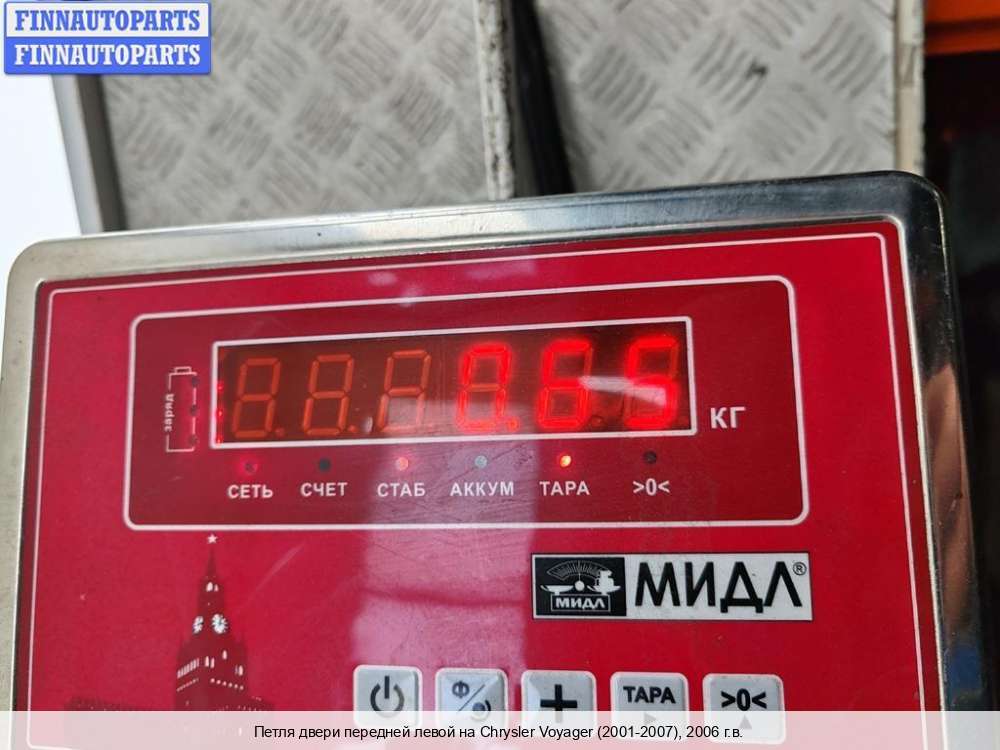 FINNAUTOPARTS
FINNAUTOPARTS
заряд
0.65
КГ
СЕТЬ СЧЕТ СТАБ АККУМ ТАРА >0<
МИДЛ МИДЛ®
Ф ТАРА >0<
Петля двери передней левой на Chrysler Voyager (2001-2007), 2006 г.в.